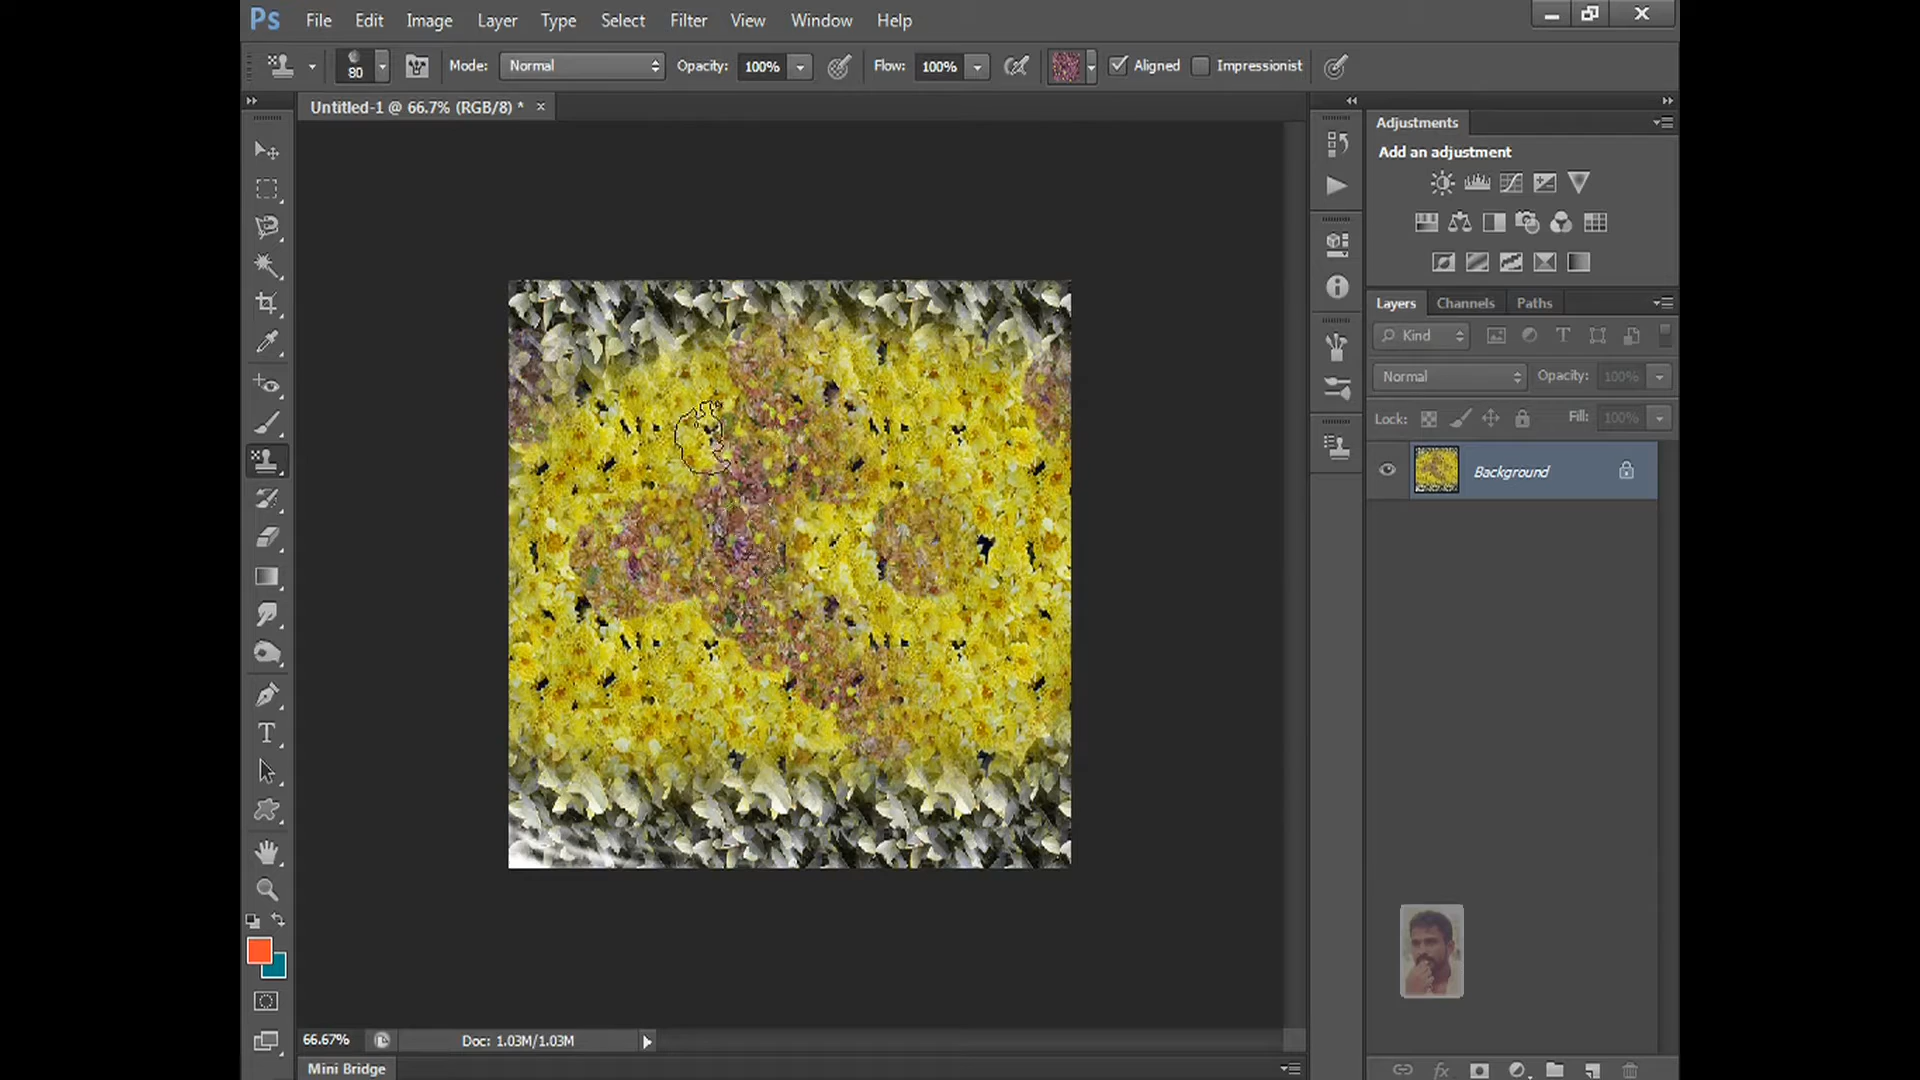 Ps File Edit Image Layer Type Select Filter View Window Help
80 Mode: Normal Opacity: 100% Flow: 100% Aligned Impressionist
Untitled-1 @ 66.7% (RGB/8) * ×
Adjustments
Add an adjustment
Layers Channels Paths
Kind
Normal Opacity: 100%
Lock: Fill: 100%
Background
66.67% Doc: 1.03M/1.03M
Mini Bridge